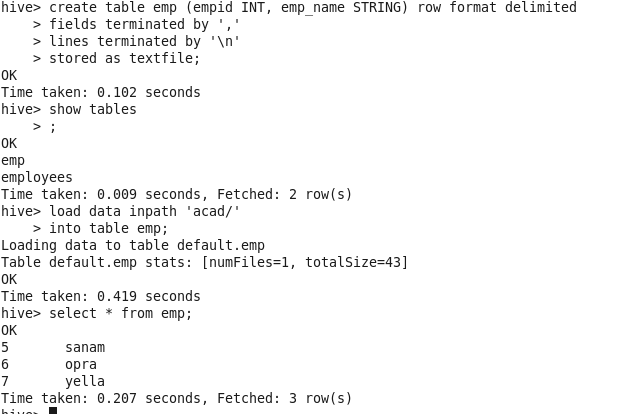 hive> create table emp (empid INT, emp_name STRING) row format delimited
    > fields terminated by ','
    > lines terminated by '\n'
    > stored as textfile;
OK
Time taken: 0.102 seconds
hive> show tables
    > ;
OK
emp
employees
Time taken: 0.009 seconds, Fetched: 2 row(s)
hive> load data inpath 'acad/'
    > into table emp;
Loading data to table default.emp
Table default.emp stats: [numFiles=1, totalSize=43]
OK
Time taken: 0.419 seconds
hive> select * from emp;
OK
5       sanam
6       opra
7       yella
Time taken: 0.207 seconds, Fetched: 3 row(s)
hive>